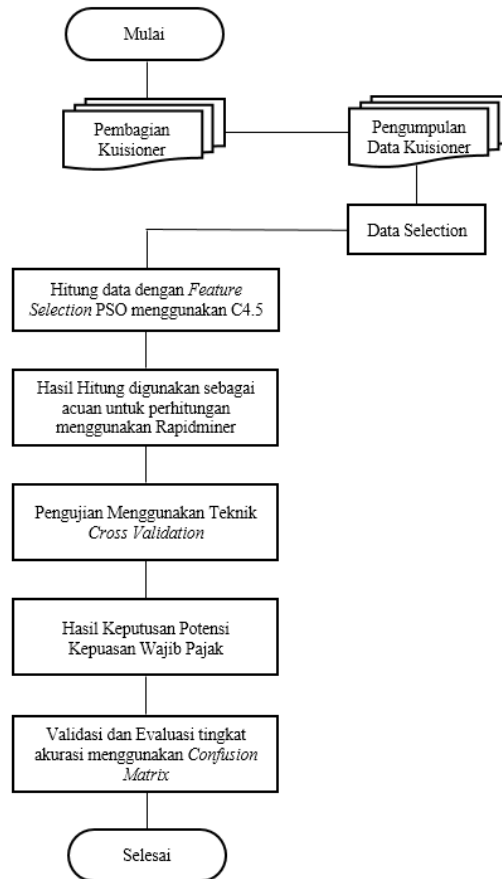 Mulai
Pembagian
Kuisioner
Pengumpulan
Data Kuisioner
Data Selection
Hitung data dengan Feature
Selection PSO menggunakan C4.5
Hasil Hitung digunakan sebagai
acuan untuk perhitungan
menggunakan Rapidminer
Pengujian Menggunakan Teknik
Cross Validation
Hasil Keputusan Potensi
Kepuasan Wajib Pajak
Validasi dan Evaluasi tingkat
akurasi menggunakan Confusion
Matrix
Selesai